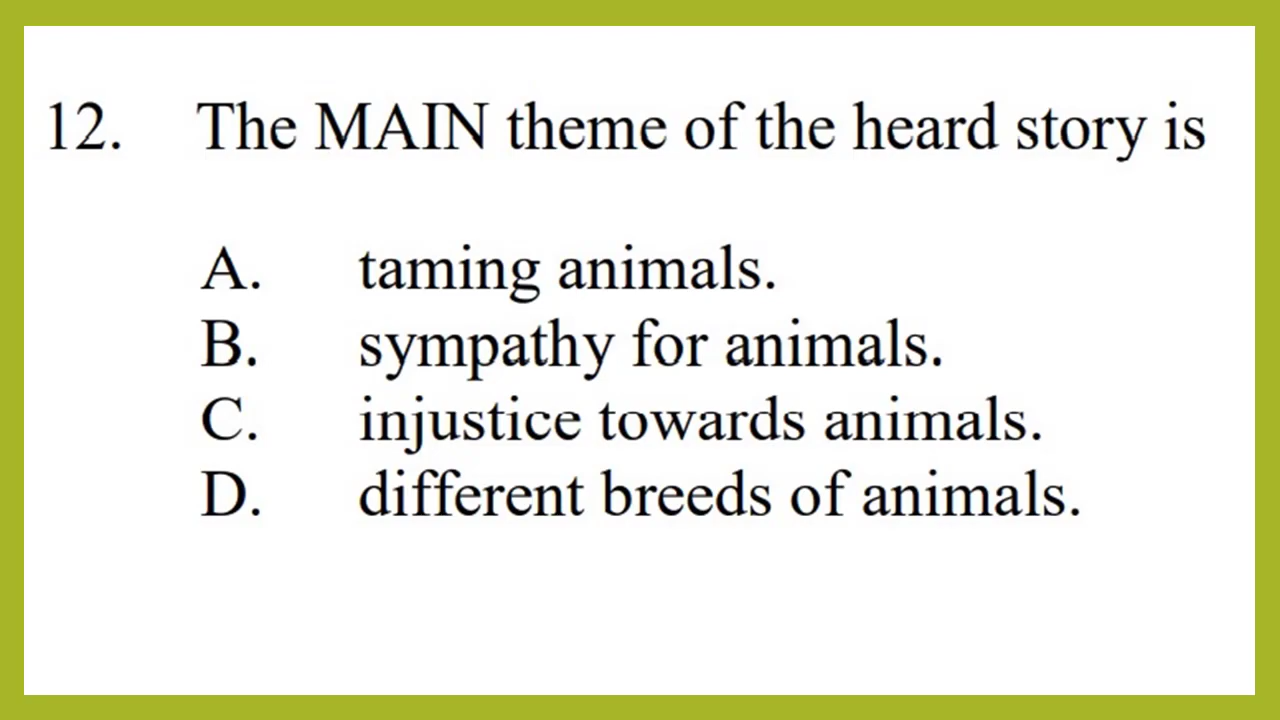 12. The MAIN theme of the heard story is
A. taming animals.
B. sympathy for animals.
C. injustice towards animals.
D. different breeds of animals.